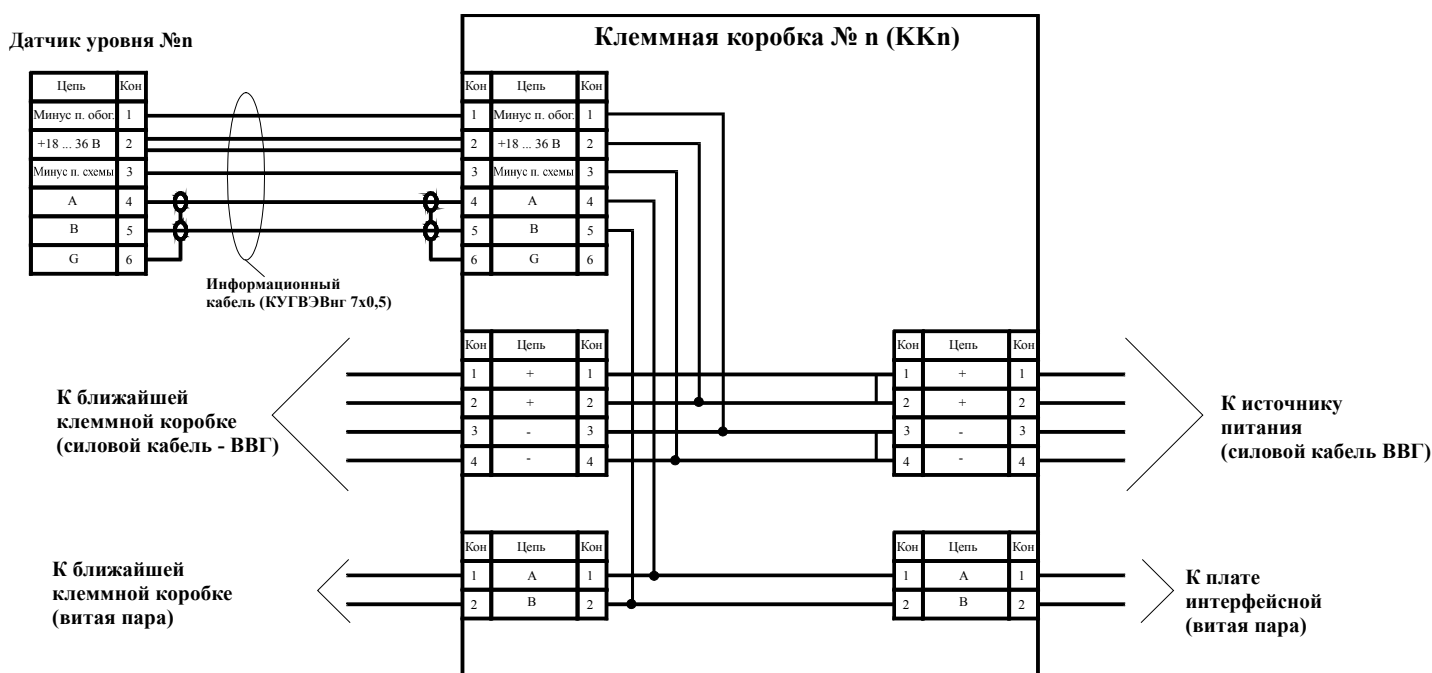 Клеммная коробка № n (KKn)
Датчик уровня №n
Цепь Кон
Минус п. обог. 1
+18 ... 36 В 2
Минус п. схемы 3
A 4
B 5
G 6
Кон Цепь Кон
1 Минус п. обог. 1
2 +18 ... 36 В 2
3 Минус п. схемы 3
4 A 4
5 B 5
6 G 6
Информационный
кабель (КУГВЭВнг 7х0,5)
К ближайшей
клеммной коробке
(силовой кабель - ВВГ)
Кон Цепь Кон
1 + 1
2 + 2
3 - 3
4 - 4
Кон Цепь Кон
1 + 1
2 + 2
3 - 3
4 - 4
К источнику
питания
(силовой кабель ВВГ)
К ближайшей
клеммной коробке
(витая пара)
Кон Цепь Кон
1 A 1
2 B 2
Кон Цепь Кон
1 A 1
2 B 2
К плате
интерфейсной
(витая пара)